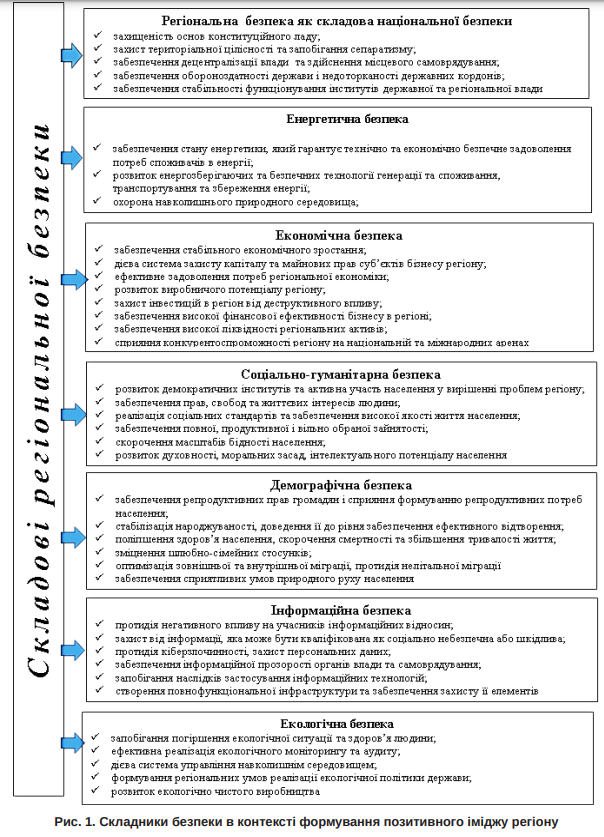 Складові регіональної безпеки
Регіональна безпека як складова національної безпеки
✓ захищеність основ конституційного ладу;
✓ захист територіальної цілісності та запобігання сепаратизму;
✓ забезпечення децентралізації влади та здійснення місцевого самоврядування;
✓ забезпечення обороноздатності держави і недоторканості державних кордонів;
✓ забезпечення стабільності функціонування інститутів державної та регіональної влади
Енергетична безпека
✓ забезпечення стану енергетики, який гарантує технічно та економічно безпечне задоволення
потреб споживачів в енергії;
✓ розвиток енергозберігаючих та безпечних технології генерації та споживання,
транспортування та збереження енергії;
✓ охорона навколишнього природного середовища;
Економічна безпека
✓ забезпечення стабільного економічного зростання;
✓ дієва система захисту капіталу та майнових прав суб’єктів бізнесу регіону;
✓ ефективне задоволення потреб регіональної економіки;
✓ розвиток виробничого потенціалу регіону;
✓ захист інвестицій в регіон від деструктивного впливу;
✓ забезпечення високої фінансової ефективності бізнесу в регіоні;
✓ забезпечення високої ліквідності регіональних активів;
✓ сприяння конкурентоспроможності регіону на національній та міжнародних аренах
Соціально-гуманітарна безпека
✓ розвиток демократичних інститутів та активна участь населення у вирішенні проблем регіону;
✓ забезпечення прав, свобод та життєвих інтересів людини;
✓ реалізація соціальних стандартів та забезпечення високої якості життя населення;
✓ забезпечення повної, продуктивної і вільно обраної зайнятості;
✓ скорочення масштабів бідності населення;
✓ розвиток духовності, моральних засад, інтелектуального потенціалу населення
Демографічна безпека
✓ забезпечення репродуктивних прав громадян і сприяння формуванню репродуктивних потреб
населення;
✓ стабілізація народжуваності, доведення її до рівня забезпечення ефективного відтворення;
✓ поліпшення здоров’я населення, скорочення смертності та збільшення тривалості життя;
✓ зміцнення шлюбно-сімейних стосунків;
✓ оптимізація зовнішньої та внутрішньої міграції, протидія нелітальної міграції
✓ забезпечення сприятливих умов природного руху населення
Інформаційна безпека
✓ протидія негативного впливу на учасників інформаційних відносин;
✓ захист від інформації, яка може бути кваліфікована як соціально небезпечна або шкідлива;
✓ протидія кіберзлочинності, захист персональних даних;
✓ забезпечення інформаційної прозорості органів влади та самоврядування;
✓ запобігання наслідків застосування інформаційних технологій;
✓ створення повнофункціональної інфраструктури та забезпечення захисту її елементів
Екологічна безпека
✓ запобігання погіршення екологічної ситуації та здоров’я людини;
✓ ефективна реалізація екологічного моніторингу та аудиту;
✓ дієва система управління навколишнім середовищем;
✓ формування регіональних умов реалізації екологічної політики держави;
✓ розвиток екологічно чистого виробництва
Рис. 1. Складники безпеки в контексті формування позитивного іміджу регіону